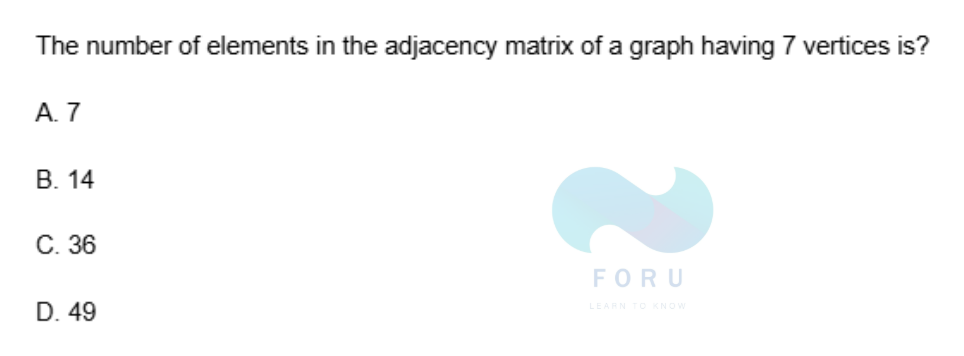 The number of elements in the adjacency matrix of a graph having 7 vertices is?
A. 7
B. 14
C. 36
D. 49
FORU
LEARN TO KNOW